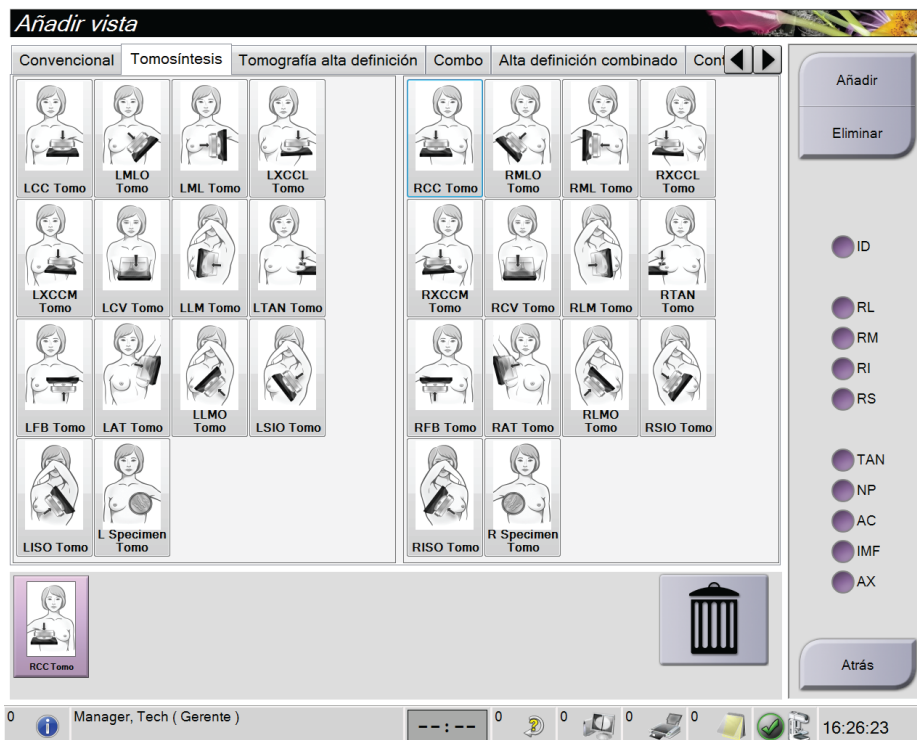 Añadir vista
Convencional Tomosíntesis Tomografía alta definición Combo Alta definición combinado
LCC Tomo
LMLO
Tomo
LML Tomo
LXCCL
Tomo
RCC Tomo
RMLO
Tomo
RML Tomo
RXCCL
Tomo
LXCCM
Tomo
LCV Tomo
LLM Tomo
LTAN Tomo
RXCCM
Tomo
RCV Tomo
RLM Tomo
RTAN
Tomo
LFB Tomo
LAT Tomo
LLMO
Tomo
LSIO Tomo
RFB Tomo
RAT Tomo
RLMO
Tomo
RSIO Tomo
LISO Tomo
L Specimen
Tomo
RISO Tomo
R Specimen
Tomo
RCC Tomo
Añadir
Eliminar
ID
RL
RM
RI
RS
TAN
NP
AC
IMF
AX
Atrás
0 Manager, Tech ( Gerente ) --:-- 0 0 0 0 16:26:23